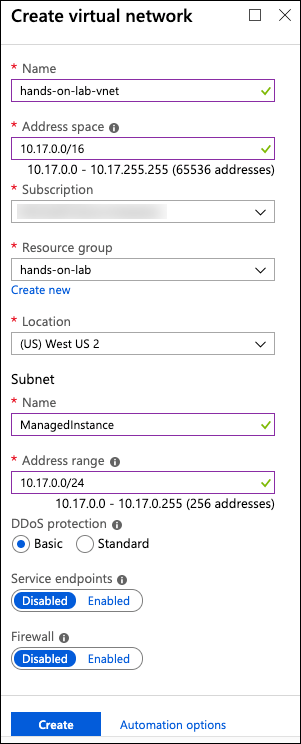 Create virtual network
* Name
hands-on-lab-vnet
* Address space
10.17.0.0/16
10.17.0.0 - 10.17.255.255 (65536 addresses)
* Subscription
* Resource group
hands-on-lab
Create new
* Location
(US) West US 2
Subnet
* Name
ManagedInstance
* Address range
10.17.0.0/24
10.17.0.0 - 10.17.0.255 (256 addresses)
DDoS protection
Basic Standard
Service endpoints
Disabled Enabled
Firewall
Disabled Enabled
Create Automation options